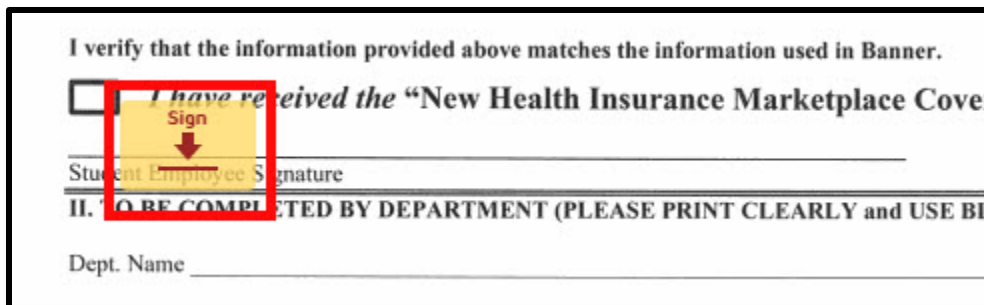 I verify that the information provided above matches the information used in Banner.
I have received the “New Health Insurance Marketplace Cove
Sign
Student Employee Signature
II. TO BE COMPLETED BY DEPARTMENT (PLEASE PRINT CLEARLY and USE
Dept. Name